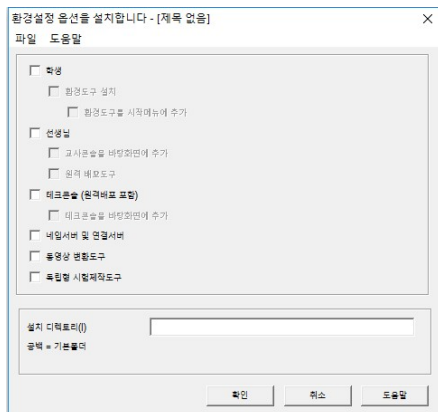 환경설정 옵션을 설치합니다 - [제목 없음]
파일 도움말
학생
환경도구 설치
환경도구를 시작메뉴에 추가
선생님
교사콘솔을 바탕화면에 추가
원격 배포도구
테크콘솔 (원격배포 포함)
테크콘솔을 바탕화면에 추가
네임서버 및 연결서버
동영상 변환도구
독립형 시험제작도구
설치 디렉토리(I)
공백 = 기본폴더
확인 취소 도움말